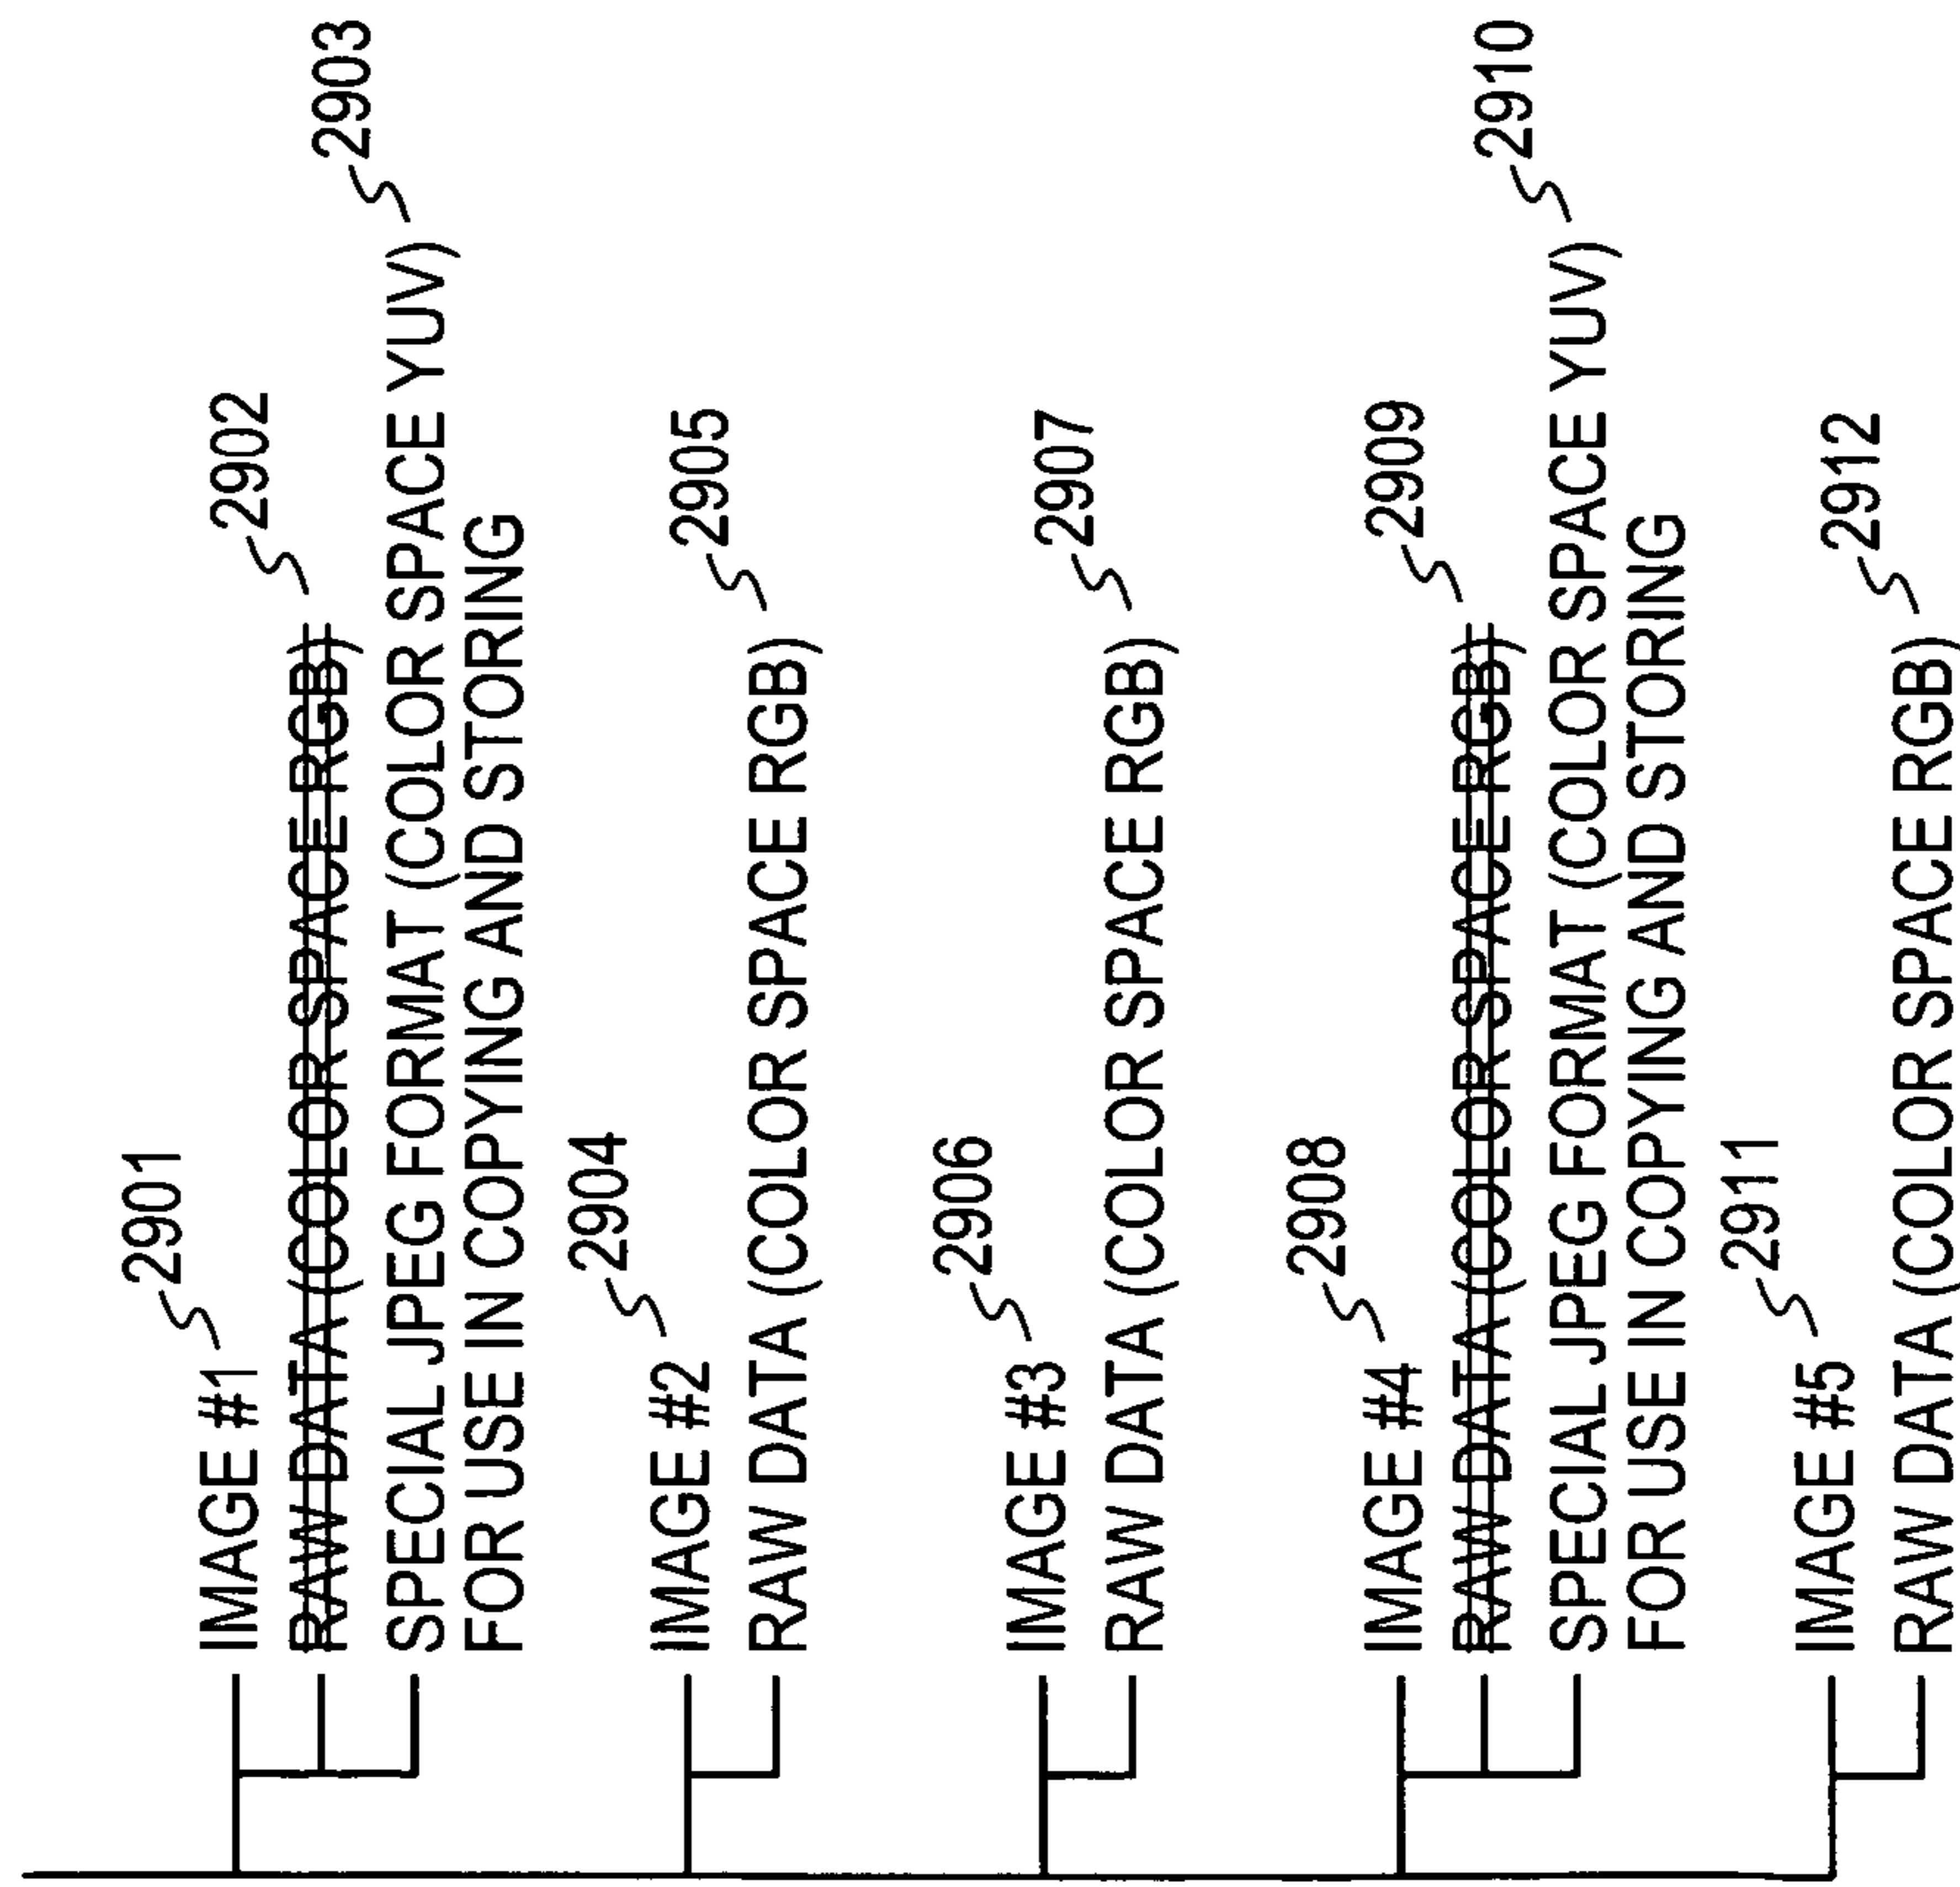 IMAGE #1 2901
RAW DATA (COLOR SPACE RGB) 2902
SPECIAL JPEG FORMAT (COLOR SPACE YUV) 2903
FOR USE IN COPYING AND STORING
IMAGE #2 2904
RAW DATA (COLOR SPACE RGB) 2905
IMAGE #3 2906
RAW DATA (COLOR SPACE RGB) 2907
IMAGE #4 2908
RAW DATA (COLOR SPACE RGB) 2909
SPECIAL JPEG FORMAT (COLOR SPACE YUV) 2910
FOR USE IN COPYING AND STORING
IMAGE #5 2911
RAW DATA (COLOR SPACE RGB) 2912